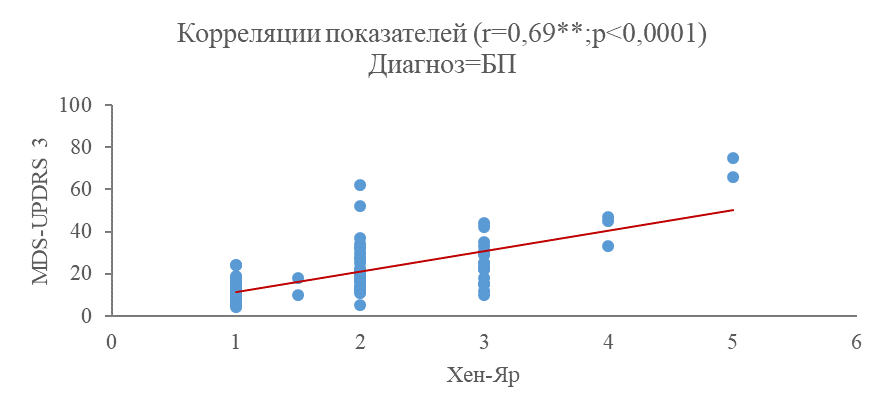 Корреляции показателей (r=0,69**;p<0,0001)
Диагноз=БП
MDS-UPDRS 3
100
80
60
40
20
0
0 1 2 3 4 5 6
Хен-Яр